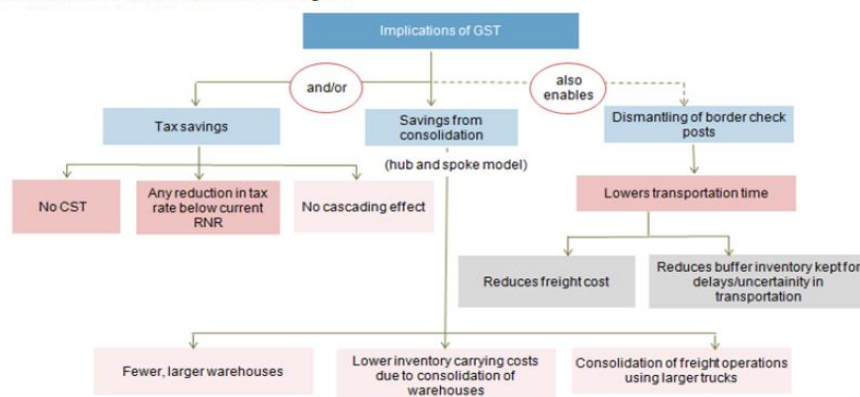 Implications of GST
and/or
also
enables
Tax savings
Savings from
consolidation
(hub and spoke model)
Dismantling of border check
posts
No CST
Any reduction in tax
rate below current
RNR
No cascading effect
Lowers transportation time
Reduces freight cost
Reduces buffer inventory kept for
delays/uncertainity in
transportation
Fewer, larger warehouses
Lower inventory carrying costs
due to consolidation of
warehouses
Consolidation of freight operations
using larger trucks